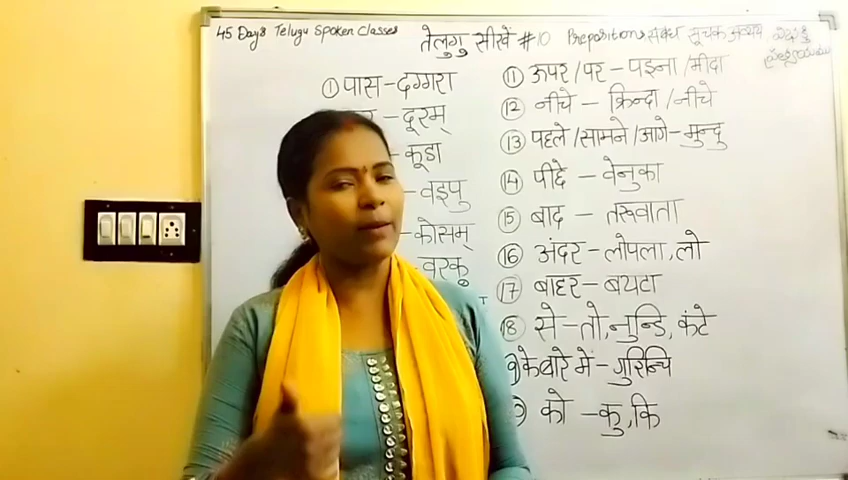 45 Days Telugu Spoken Classes
తెలుగు सीखें #10 Prepositions संबंध सूचक अव्यय
① पास - दग्गरा
- दूरम्
- कूडा
- वइपु
- कोसम्
- वरकू
⑪ ऊपर/पर - पइना/मीदा
⑫ नीचे - क्रिन्दा/नीचे
⑬ पहले/सामने/आगे - मुन्दु
⑭ पीछे - वेनुका
⑮ बाद - तरूवाता
⑯ अंदर - लोपला, लो
⑰ बाहर - बयटा
⑱ से - तो, नुन्डि, कंटे
के बारे में - गुरिन्चि
को - कु, कि